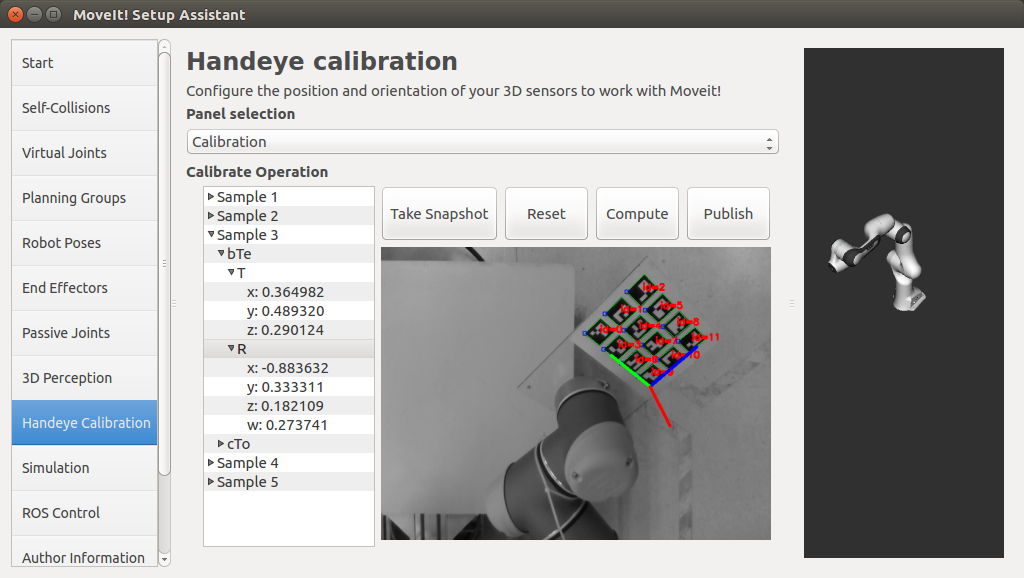 MoveIt! Setup Assistant
Start
Self-Collisions
Virtual Joints
Planning Groups
Robot Poses
End Effectors
Passive Joints
3D Perception
Handeye Calibration
Simulation
ROS Control
Author Information
Handeye calibration
Configure the position and orientation of your 3D sensors to work with Moveit!
Panel selection
Calibration
Calibrate Operation
Sample 1
Sample 2
Sample 3
bTe
T
x: 0.364982
y: 0.489320
z: 0.290124
R
x: -0.883632
y: 0.333311
z: 0.182109
w: 0.273741
cTo
Sample 4
Sample 5
Take Snapshot
Reset
Compute
Publish
id=2
id=1
id=5
id=0
id=4
id=8
id=3
id=7
id=11
id=6
id=10
id=9